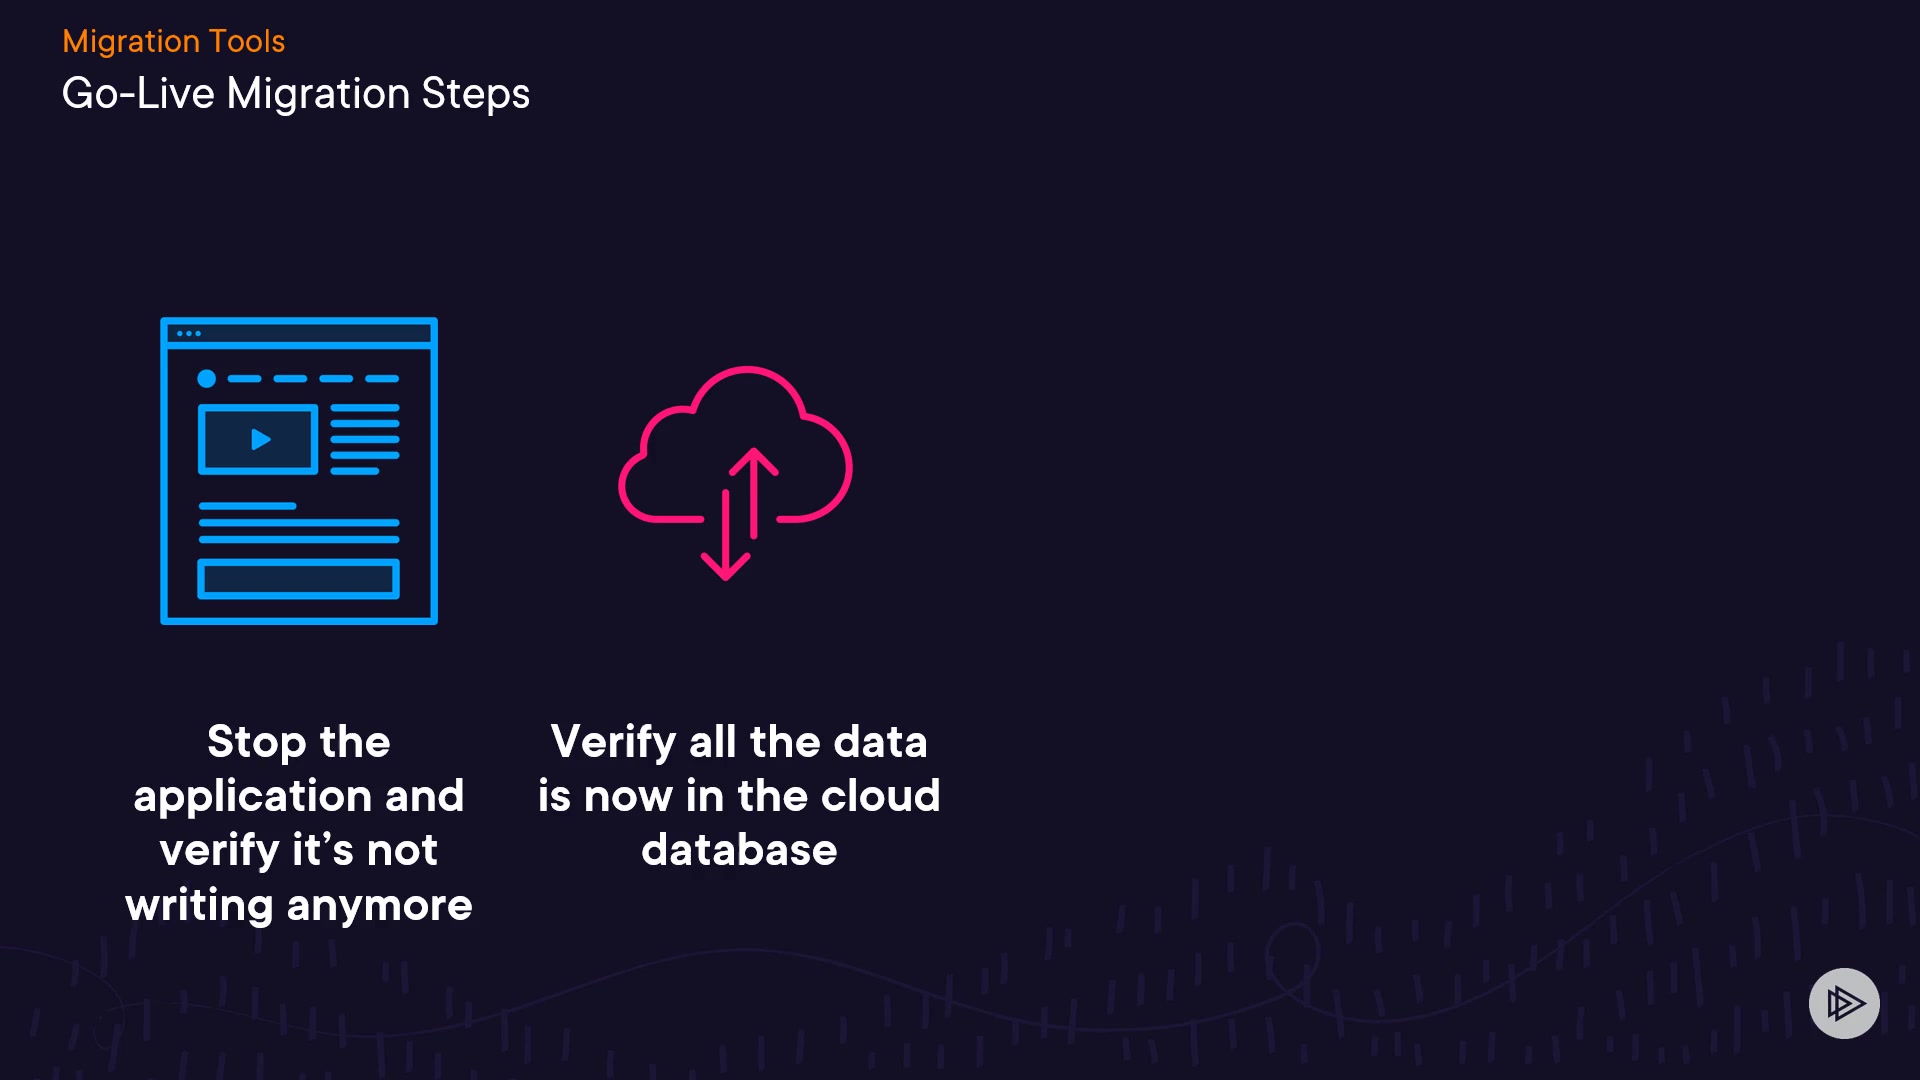 Migration Tools
Go-Live Migration Steps
Stop the
application and
verify it’s not
writing anymore
Verify all the data
is now in the cloud
database